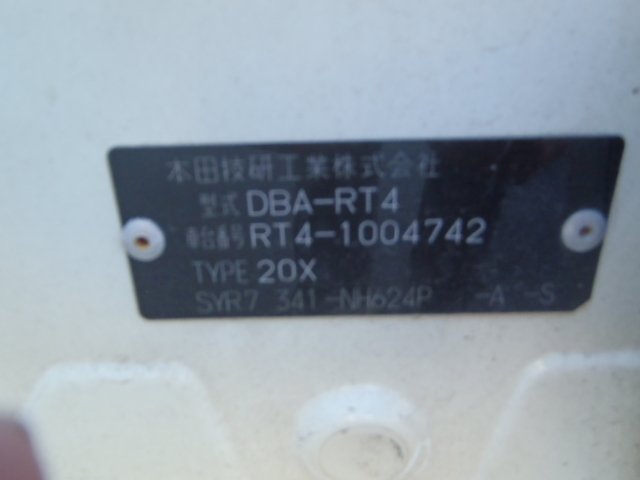 本田技研工業株式会社
型式 DBA-RT4
車台番号 RT4-1004742
TYPE 20X
SYR7 341-NH624P -A -S